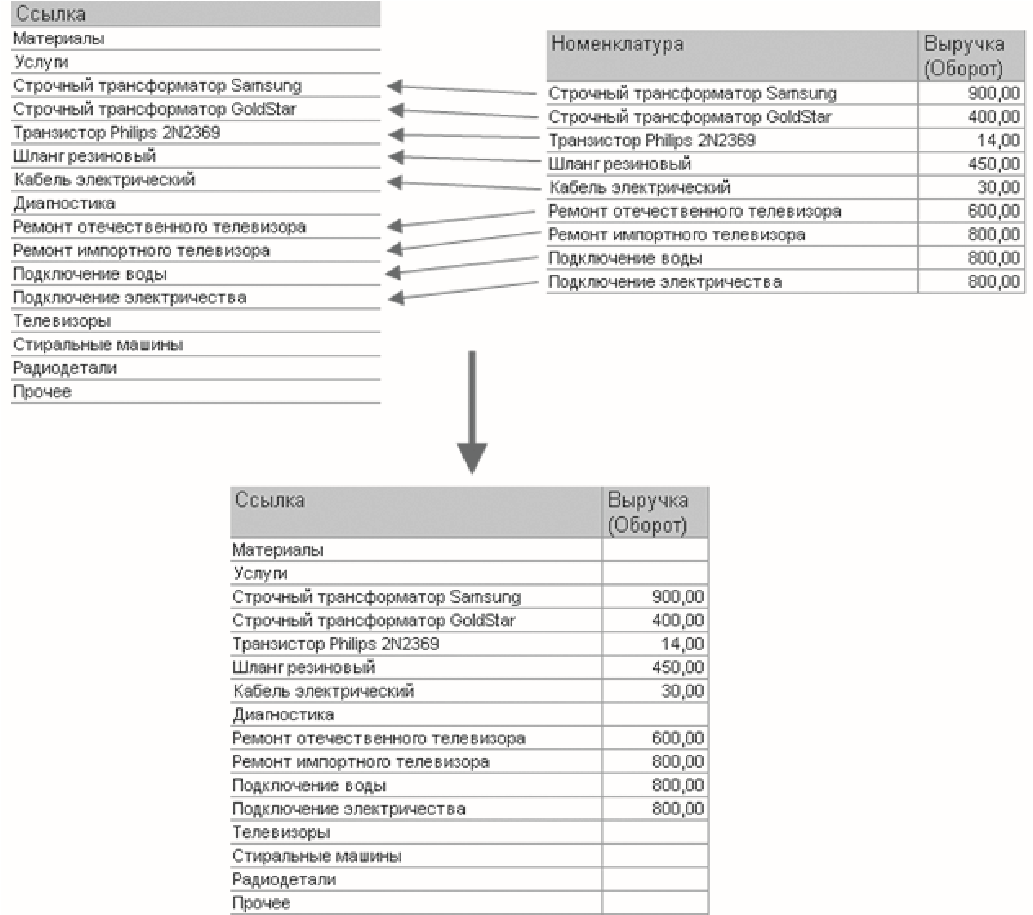 Ссылка
Материалы
Услуги
Строчный трансформатор Samsung
Строчный трансформатор GoldStar
Транзистор Philips 2N2369
Шланг резиновый
Кабель электрический
Диагностика
Ремонт отечественного телевизора
Ремонт импортного телевизора
Подключение воды
Подключение электричества
Телевизоры
Стиральные машины
Радиодетали
Прочее
Номенклатура Выручка
(Оборот)
Строчный трансформатор Samsung 900,00
Строчный трансформатор GoldStar 400,00
Транзистор Philips 2N2369 14,00
Шланг резиновый 450,00
Кабель электрический 30,00
Ремонт отечественного телевизора 600,00
Ремонт импортного телевизора 800,00
Подключение воды 800,00
Подключение электричества 800,00
Ссылка Выручка
(Оборот)
Материалы
Услуги
Строчный трансформатор Samsung 900,00
Строчный трансформатор GoldStar 400,00
Транзистор Philips 2N2369 14,00
Шланг резиновый 450,00
Кабель электрический 30,00
Диагностика
Ремонт отечественного телевизора 600,00
Ремонт импортного телевизора 800,00
Подключение воды 800,00
Подключение электричества 800,00
Телевизоры
Стиральные машины
Радиодетали
Прочее